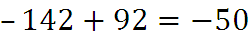 – 142 + 92 = −50